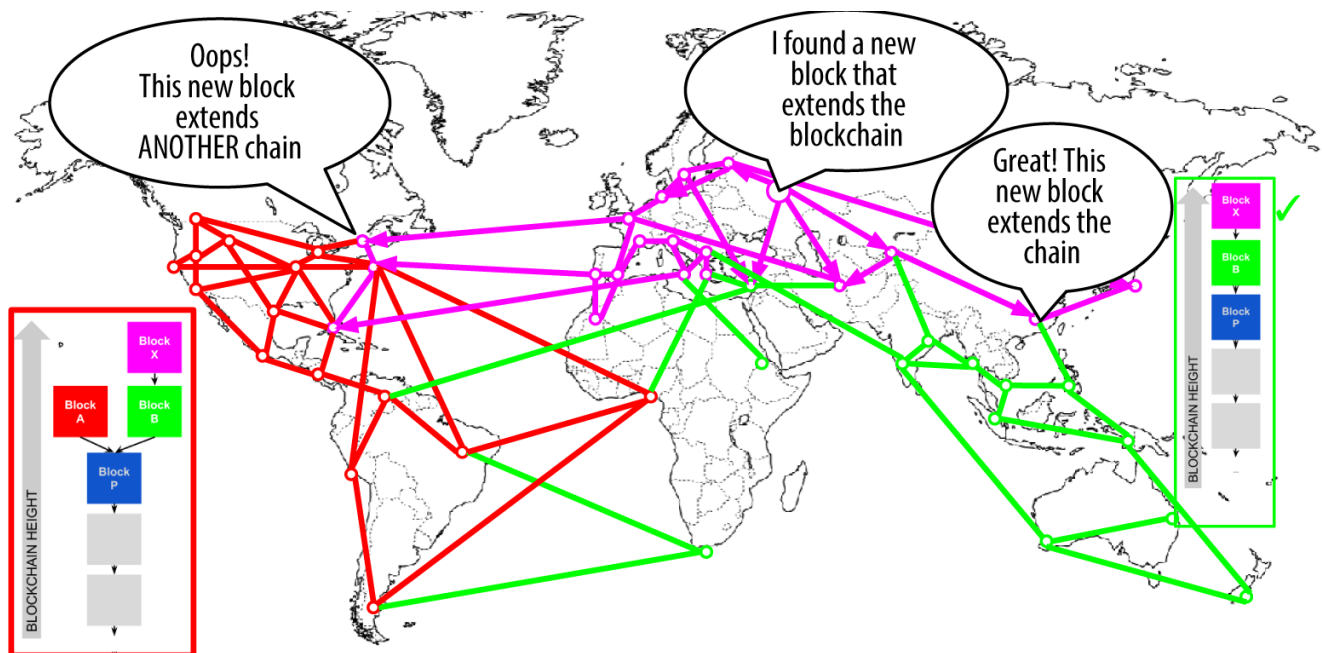 Oops!
This new block
extends
ANOTHER chain
I found a new
block that
extends the
blockchain
Great! This
new block
extends the
chain
BLOCKCHAIN HEIGHT
Block
X
Block
A
Block
B
Block
P
BLOCKCHAIN HEIGHT
Block
X
Block
B
Block
P